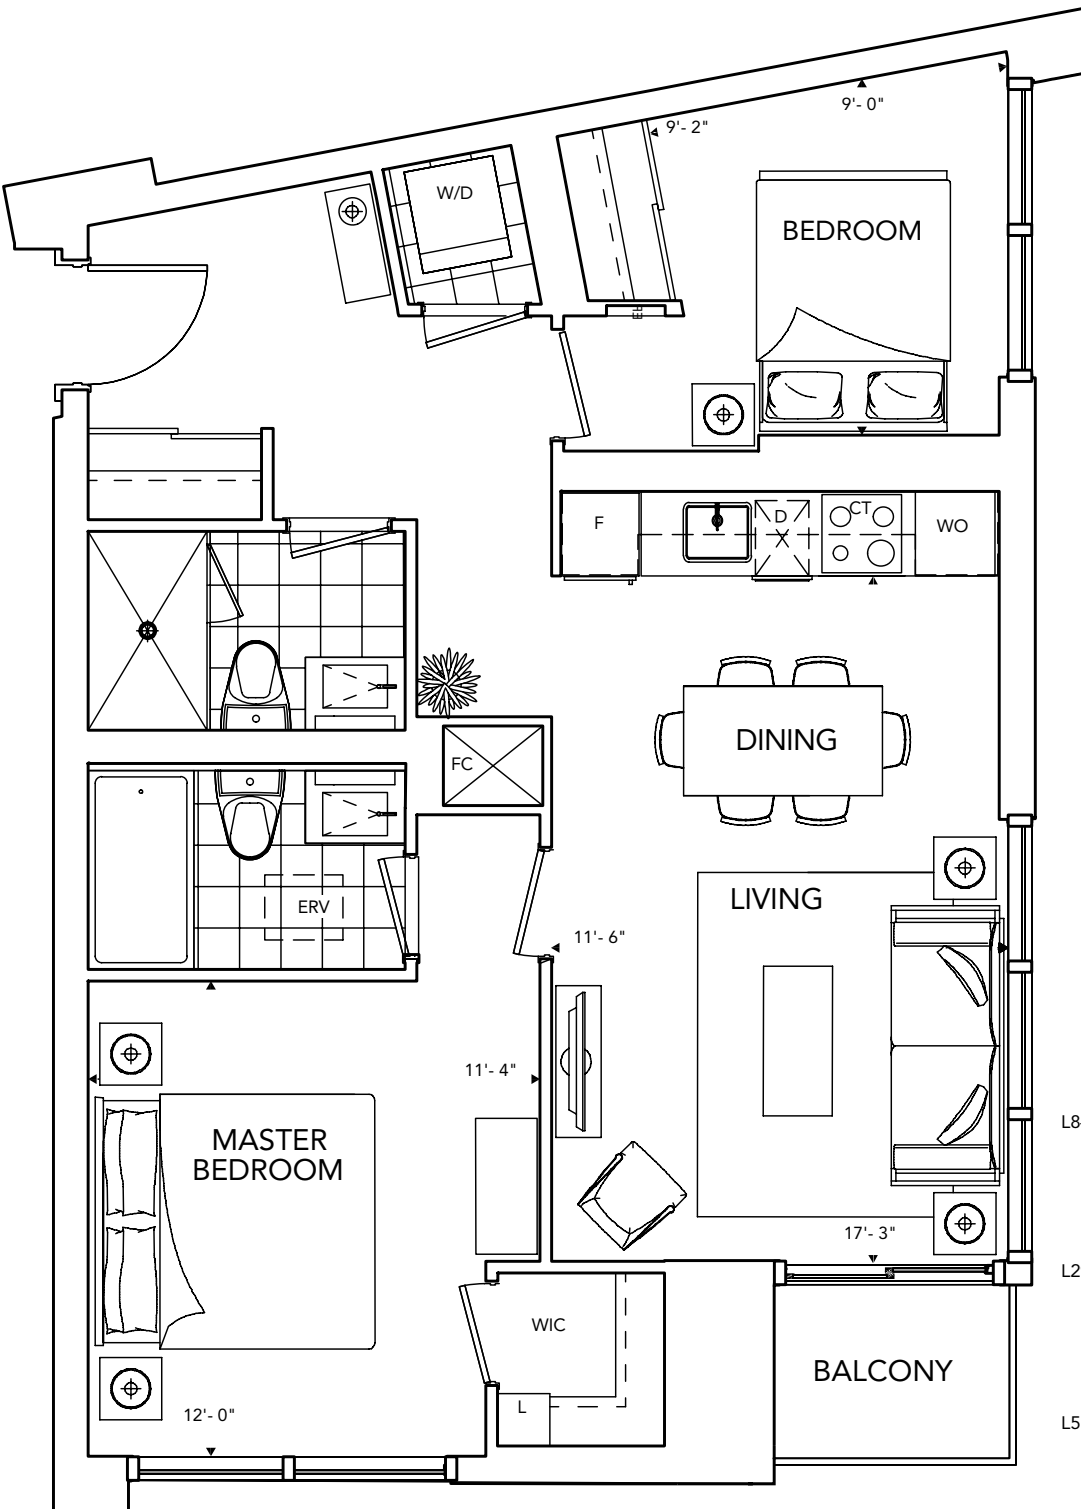 9'- 0"
9'- 2"
W/D
BEDROOM
F
D
CT
WO
DINING
FC
LIVING
ERV
11'- 6"
11'- 4"
L8
MASTER
BEDROOM
17'- 3"
L2
WIC
BALCONY
L
12'- 0"
L5